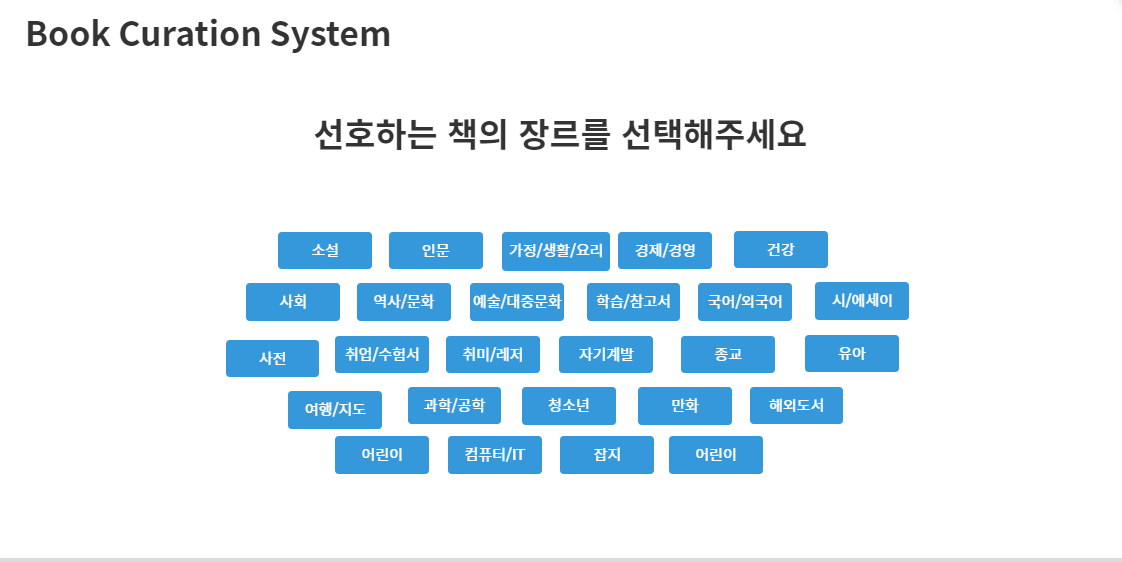 Book Curation System
선호하는 책의 장르를 선택해주세요
소설 인문 가정/생활/요리 경제/경영 건강
사회 역사/문화 예술/대중문화 학습/참고서 국어/외국어 시/에세이
사전 취업/수험서 취미/레저 자기계발 종교 유아
여행/지도 과학/공학 청소년 만화 해외도서
어린이 컴퓨터/IT 잡지 어린이